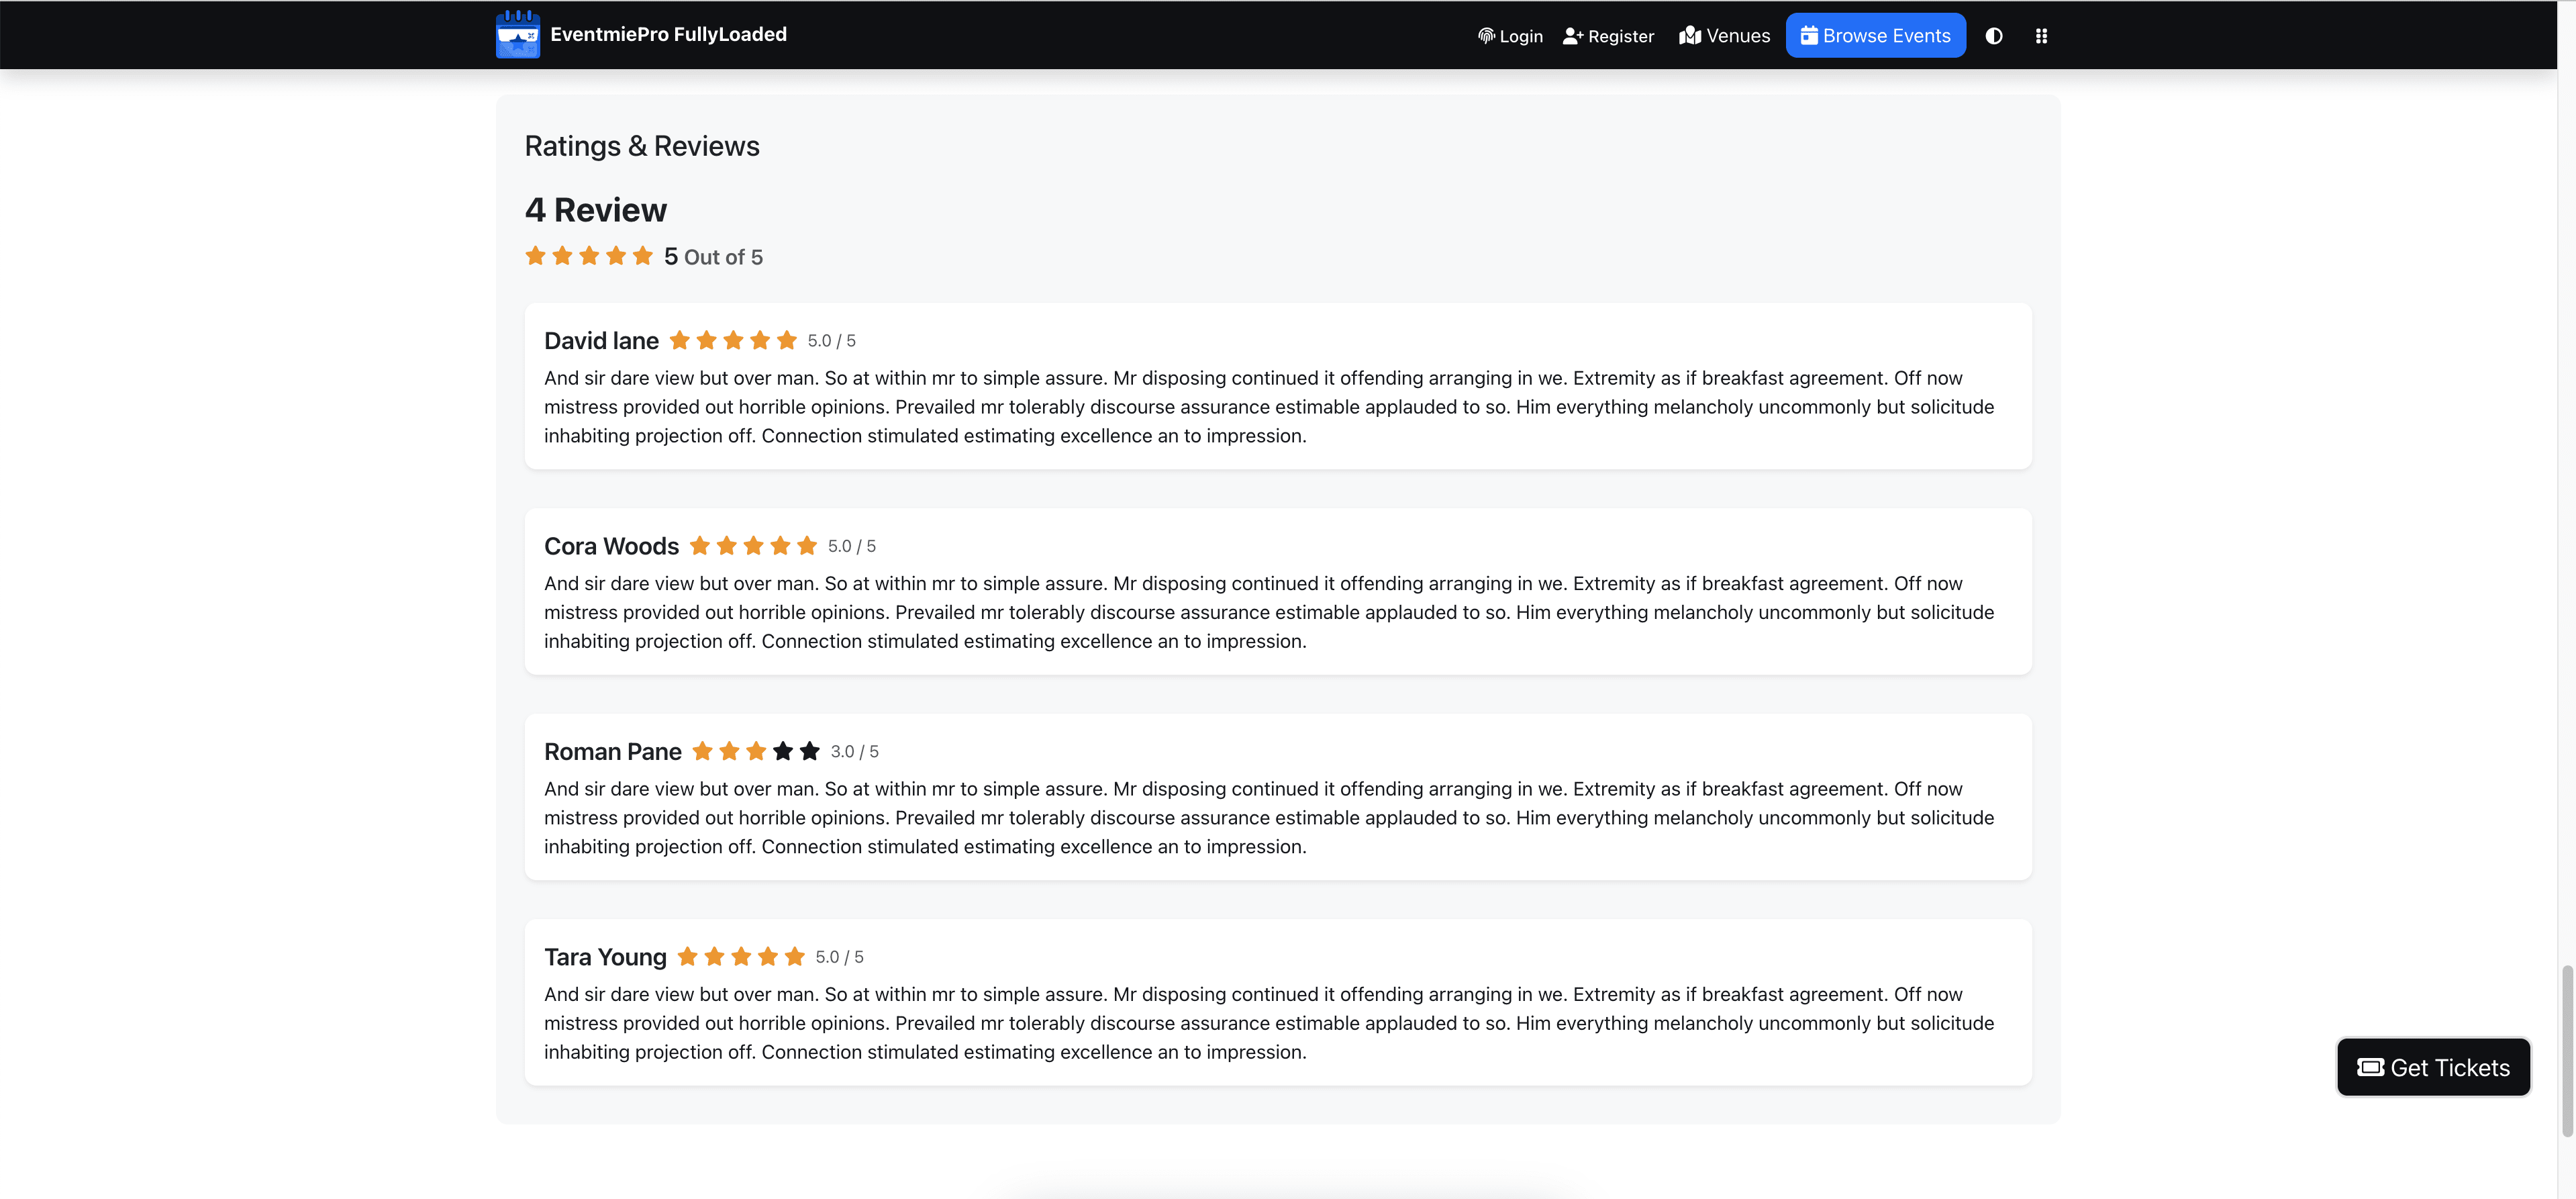 EventmiePro FullyLoaded
Login
Register
Venues
Browse Events
Ratings & Reviews
4 Review
5 Out of 5
David lane 5.0 / 5
And sir dare view but over man. So at within mr to simple assure. Mr disposing continued it offending arranging in we. Extremity as if breakfast agreement. Off now
mistress provided out horrible opinions. Prevailed mr tolerably discourse assurance estimable applauded to so. Him everything melancholy uncommonly but solicitude
inhabiting projection off. Connection stimulated estimating excellence an to impression.
Cora Woods 5.0 / 5
And sir dare view but over man. So at within mr to simple assure. Mr disposing continued it offending arranging in we. Extremity as if breakfast agreement. Off now
mistress provided out horrible opinions. Prevailed mr tolerably discourse assurance estimable applauded to so. Him everything melancholy uncommonly but solicitude
inhabiting projection off. Connection stimulated estimating excellence an to impression.
Roman Pane 3.0 / 5
And sir dare view but over man. So at within mr to simple assure. Mr disposing continued it offending arranging in we. Extremity as if breakfast agreement. Off now
mistress provided out horrible opinions. Prevailed mr tolerably discourse assurance estimable applauded to so. Him everything melancholy uncommonly but solicitude
inhabiting projection off. Connection stimulated estimating excellence an to impression.
Tara Young 5.0 / 5
And sir dare view but over man. So at within mr to simple assure. Mr disposing continued it offending arranging in we. Extremity as if breakfast agreement. Off now
mistress provided out horrible opinions. Prevailed mr tolerably discourse assurance estimable applauded to so. Him everything melancholy uncommonly but solicitude
inhabiting projection off. Connection stimulated estimating excellence an to impression.
Get Tickets